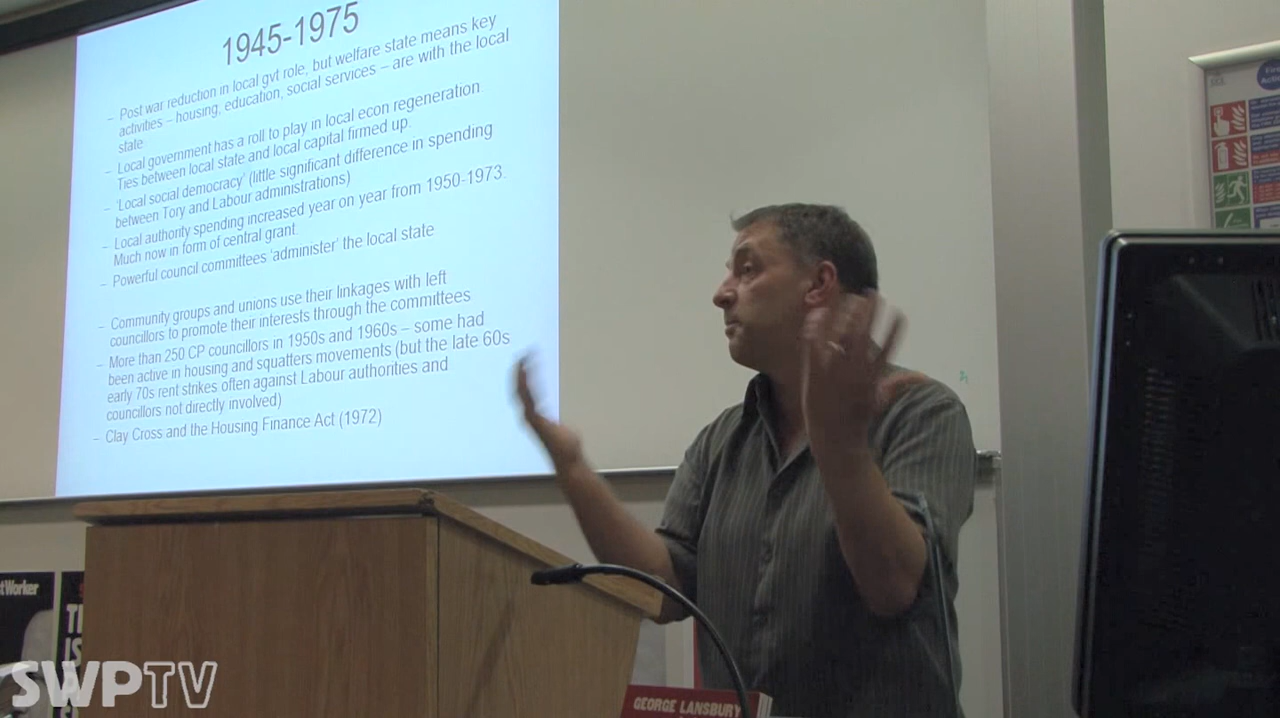 1945-1975
– Post war reduction in local gvt role, but welfare state means key
activities – housing, education, social services – are with the local
state
– Local government has a roll to play in local econ regeneration.
Ties between local state and local capital firmed up.
– 'Local social democracy' (little significant difference in spending
between Tory and Labour administrations)
– Local authority spending increased year on year from 1950-1973.
Much now in form of central grant.
– Powerful council committees 'administer' the local state
– Community groups and unions use their linkages with left
councillors to promote their interests through the committees
– More than 250 CP councillors in 1950s and 1960s – some had
been active in housing and squatters movements (but the late 60s
early 70s rent strikes often against Labour authorities and
councillors not directly involved)
– Clay Cross and the Housing Finance Act (1972)
tWorker
SWPTV
GEORGE LANSBURY